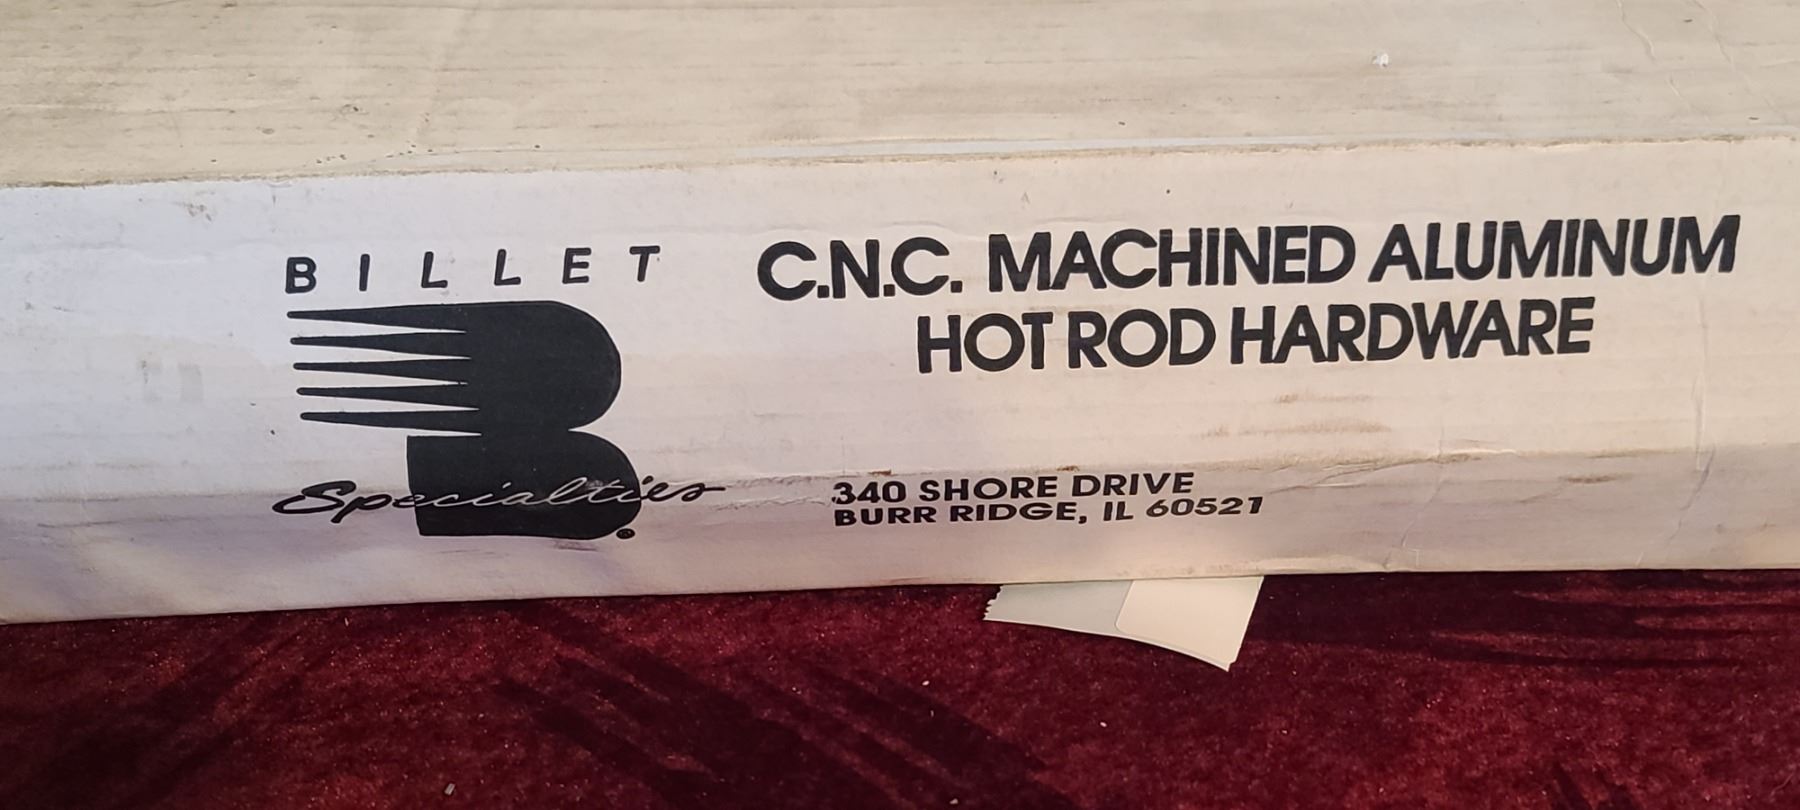 BILLET
Specialties
®
C.N.C. MACHINED ALUMINUM
HOT ROD HARDWARE
340 SHORE DRIVE
BURR RIDGE, IL 60521